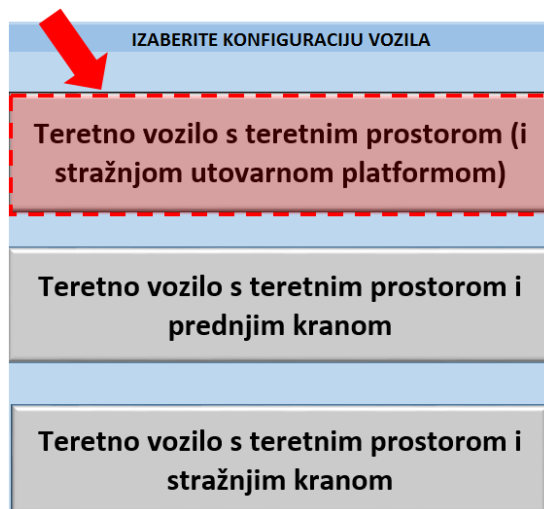 IZABERITE KONFIGURACIJU VOZILA
Teretno vozilo s teretnim prostorom (i
stražnjom utovarnom platformom)
Teretno vozilo s teretnim prostorom i
prednjim kranom
Teretno vozilo s teretnim prostorom i
stražnjim kranom